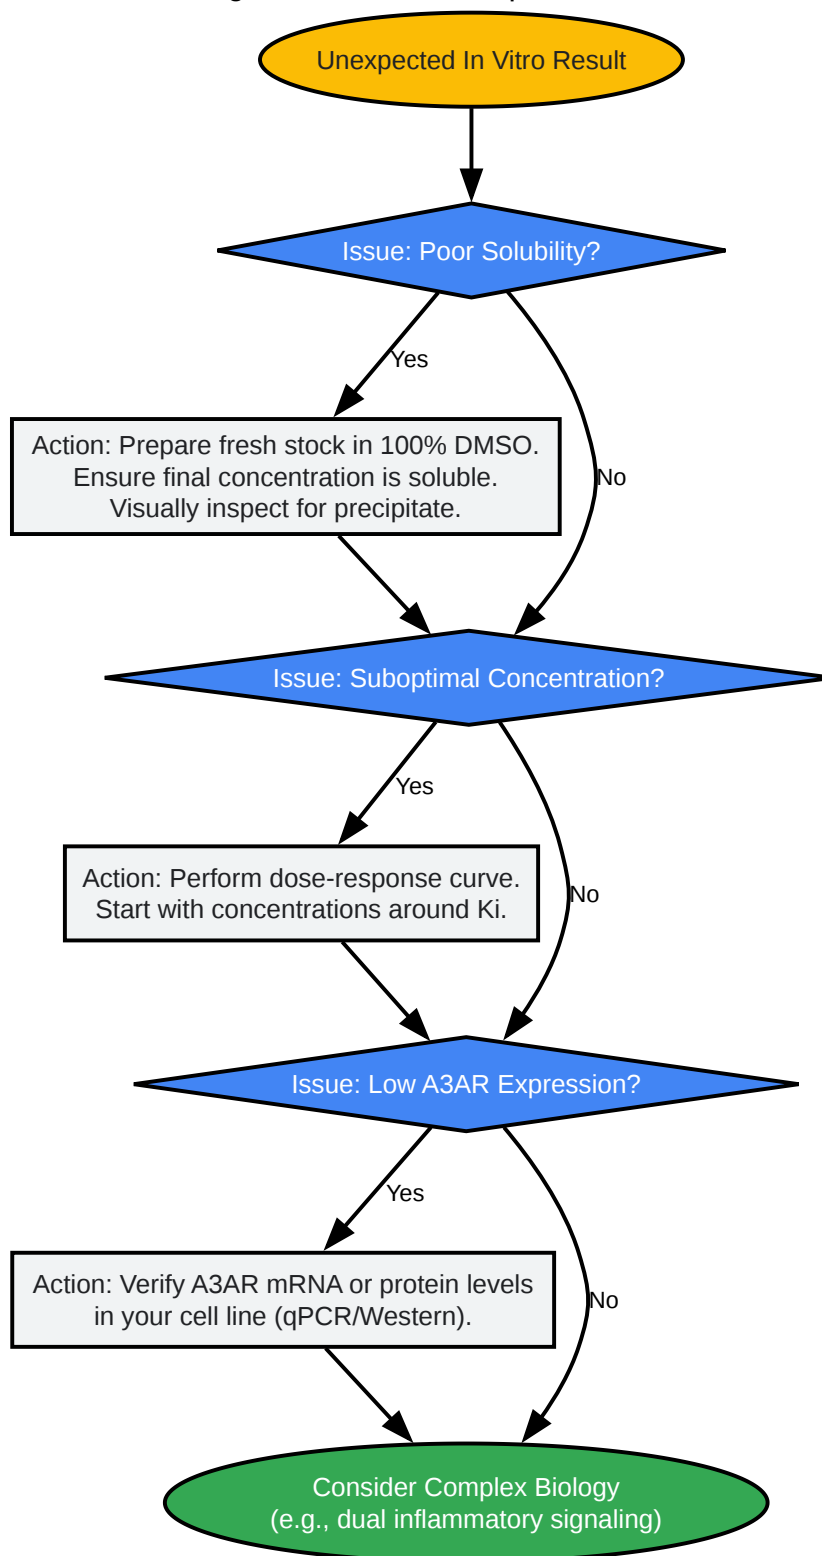 Unexpected In Vitro Result
Issue: Poor Solubility?
Yes
Action: Prepare fresh stock in 100% DMSO.
Ensure final concentration is soluble.
Visually inspect for precipitate.
No
Issue: Suboptimal Concentration?
Yes
Action: Perform dose-response curve.
Start with concentrations around Ki.
No
Issue: Low A3AR Expression?
Yes
Action: Verify A3AR mRNA or protein levels
in your cell line (qPCR/Western).
No
Consider Complex Biology
(e.g., dual inflammatory signaling)